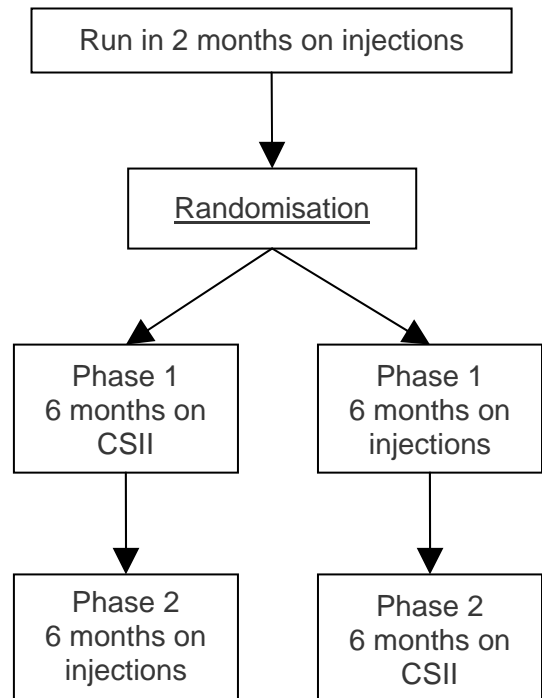 Run in 2 months on injections
Randomisation
Phase 1
6 months on
CSII
Phase 1
6 months on
injections
Phase 2
6 months on
injections
Phase 2
6 months on
CSII